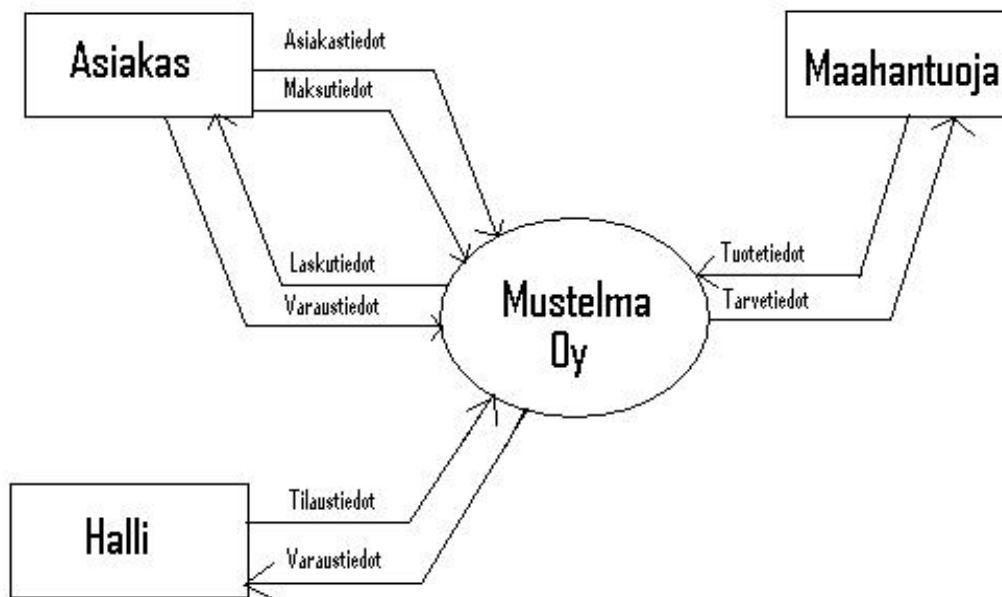 Asiakas
Asiakastiedot
Maksutiedot
Maahantuoja
Laskutiedot
Varaustiedot
Mustelma
Oy
Tuotetiedot
Tarvetiedot
Halli
Tilaustiedot
Varaustiedot